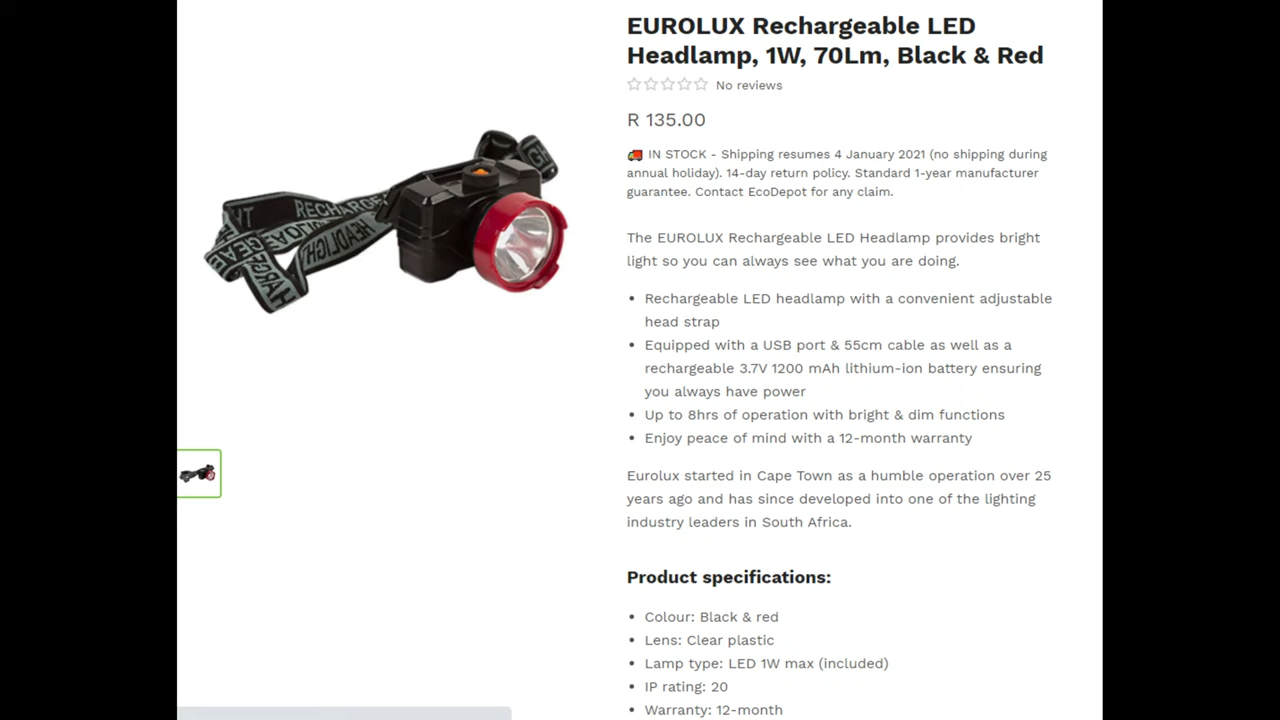 EUROLUX Rechargeable LED
Headlamp, 1W, 70Lm, Black & Red
No reviews
R 135.00
IN STOCK - Shipping resumes 4 January 2021 (no shipping during
annual holiday). 14-day return policy. Standard 1-year manufacturer
guarantee. Contact EcoDepot for any claim.
The EUROLUX Rechargeable LED Headlamp provides bright
light so you can always see what you are doing.
• Rechargeable LED headlamp with a convenient adjustable
head strap
• Equipped with a USB port & 55cm cable as well as a
rechargeable 3.7V 1200 mAh lithium-ion battery ensuring
you always have power
• Up to 8hrs of operation with bright & dim functions
• Enjoy peace of mind with a 12-month warranty
Eurolux started in Cape Town as a humble operation over 25
years ago and has since developed into one of the lighting
industry leaders in South Africa.
Product specifications:
• Colour: Black & red
• Lens: Clear plastic
• Lamp type: LED 1W max (included)
• IP rating: 20
• Warranty: 12-month